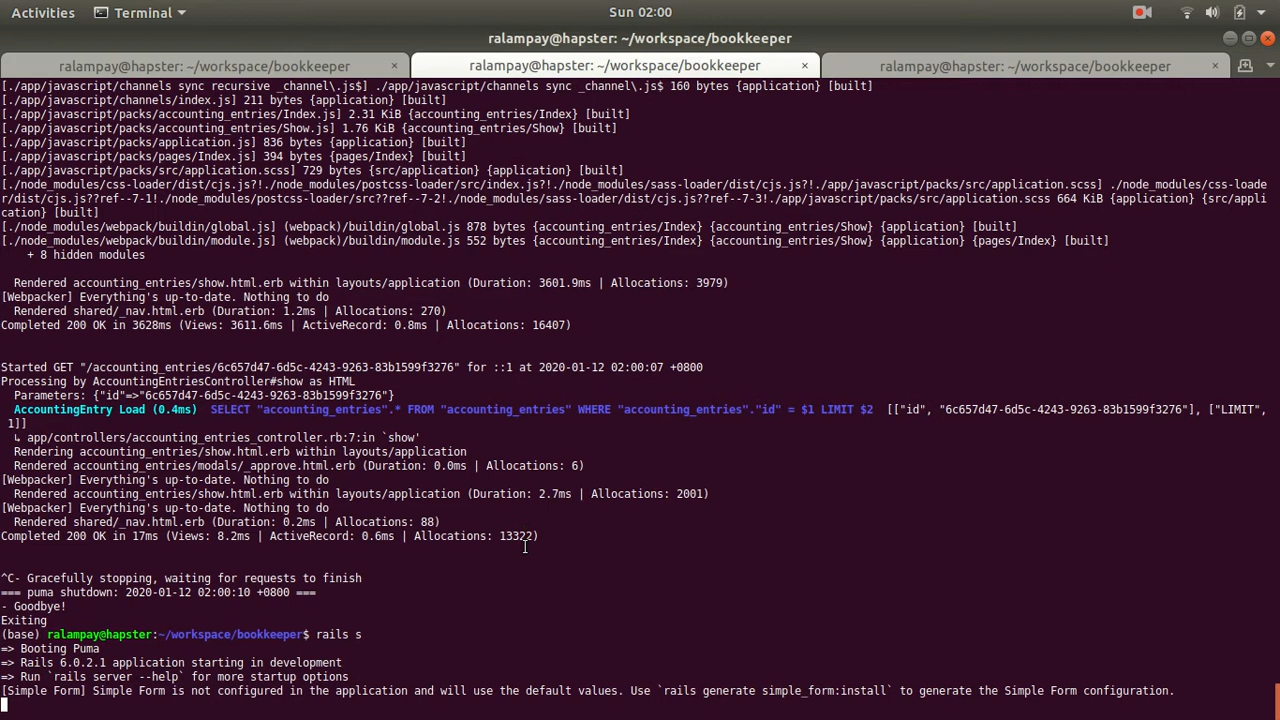 Activities Terminal Sun 02:00
ralampay@hapster: ~/workspace/bookkeeper
ralampay@hapster: ~/workspace/bookkeeper × ralampay@hapster: ~/workspace/bookkeeper × ralampay@hapster: ~/workspace/bookkeeper ×
[./app/javascript/channels sync recursive _channel\.js$] ./app/javascript/channels sync _channel\.js$ 160 bytes {application} [built]
[./app/javascript/channels/index.js] 211 bytes {application} [built]
[./app/javascript/packs/accounting_entries/Index.js] 2.31 KiB {accounting_entries/Index} [built]
[./app/javascript/packs/accounting_entries/Show.js] 1.76 KiB {accounting_entries/Show} [built]
[./app/javascript/packs/application.js] 836 bytes {application} [built]
[./app/javascript/packs/pages/Index.js] 394 bytes {pages/Index} [built]
[./app/javascript/packs/src/application.scss] 729 bytes {src/application} {application} [built]
[./node_modules/css-loader/dist/cjs.js?!./node_modules/postcss-loader/src/index.js?!./node_modules/sass-loader/dist/cjs.js?!./app/javascript/packs/src/application.scss] ./node_modules/css-loade
r/dist/cjs.js??ref--7-1!./node_modules/postcss-loader/src??ref--7-2!./node_modules/sass-loader/dist/cjs.js??ref--7-3!./app/javascript/packs/src/application.scss 664 KiB {application} {src/appli
cation} [built]
[./node_modules/webpack/buildin/global.js] (webpack)/buildin/global.js 878 bytes {accounting_entries/Index} {accounting_entries/Show} {application} [built]
[./node_modules/webpack/buildin/module.js] (webpack)/buildin/module.js 552 bytes {accounting_entries/Index} {accounting_entries/Show} {application} {pages/Index} [built]
+ 8 hidden modules
Rendered accounting_entries/show.html.erb within layouts/application (Duration: 3601.9ms | Allocations: 3979)
[Webpacker] Everything's up-to-date. Nothing to do
Rendered shared/_nav.html.erb (Duration: 1.2ms | Allocations: 270)
Completed 200 OK in 3628ms (Views: 3611.6ms | ActiveRecord: 0.8ms | Allocations: 16407)
Started GET "/accounting_entries/6c657d47-6d5c-4243-9263-83b1599f3276" for ::1 at 2020-01-12 02:00:07 +0800
Processing by AccountingEntriesController#show as HTML
Parameters: {"id"=>"6c657d47-6d5c-4243-9263-83b1599f3276"}
AccountingEntry Load (0.4ms) SELECT "accounting_entries".* FROM "accounting_entries" WHERE "accounting_entries"."id" = $1 LIMIT $2 [["id", "6c657d47-6d5c-4243-9263-83b1599f3276"], ["LIMIT",
1]]
↳ app/controllers/accounting_entries_controller.rb:7:in `show'
Rendering accounting_entries/show.html.erb within layouts/application
Rendered accounting_entries/modals/_approve.html.erb (Duration: 0.0ms | Allocations: 6)
[Webpacker] Everything's up-to-date. Nothing to do
Rendered accounting_entries/show.html.erb within layouts/application (Duration: 2.7ms | Allocations: 2001)
[Webpacker] Everything's up-to-date. Nothing to do
Rendered shared/_nav.html.erb (Duration: 0.2ms | Allocations: 88)
Completed 200 OK in 17ms (Views: 8.2ms | ActiveRecord: 0.6ms | Allocations: 13322)
^C- Gracefully stopping, waiting for requests to finish
=== puma shutdown: 2020-01-12 02:00:10 +0800 ===
- Goodbye!
Exiting
(base) ralampay@hapster:~/workspace/bookkeeper$ rails s
=> Booting Puma
=> Rails 6.0.2.1 application starting in development
=> Run `rails server --help` for more startup options
[Simple Form] Simple Form is not configured in the application and will use the default values. Use `rails generate simple_form:install` to generate the Simple Form configuration.